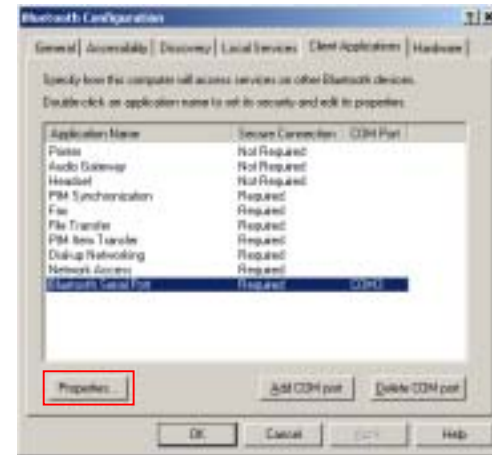 Bluetooth Configuration
General Accessibility Discovery Local Services Client Applications Hardware
Specify how this computer will access services on other Bluetooth devices.
Double-click an application name to set its security and edit its properties.
Application Name Secure Connection COM Port
Printer Not Required
Audio Gateway Not Required
Headset Not Required
PIM Synchronization Required
Fax Required
File Transfer Required
PIM Item Transfer Required
Dial-up Networking Required
Network Access Required
Bluetooth Serial Port Required
Properties... Add COM port Delete COM port
OK Cancel Apply Help